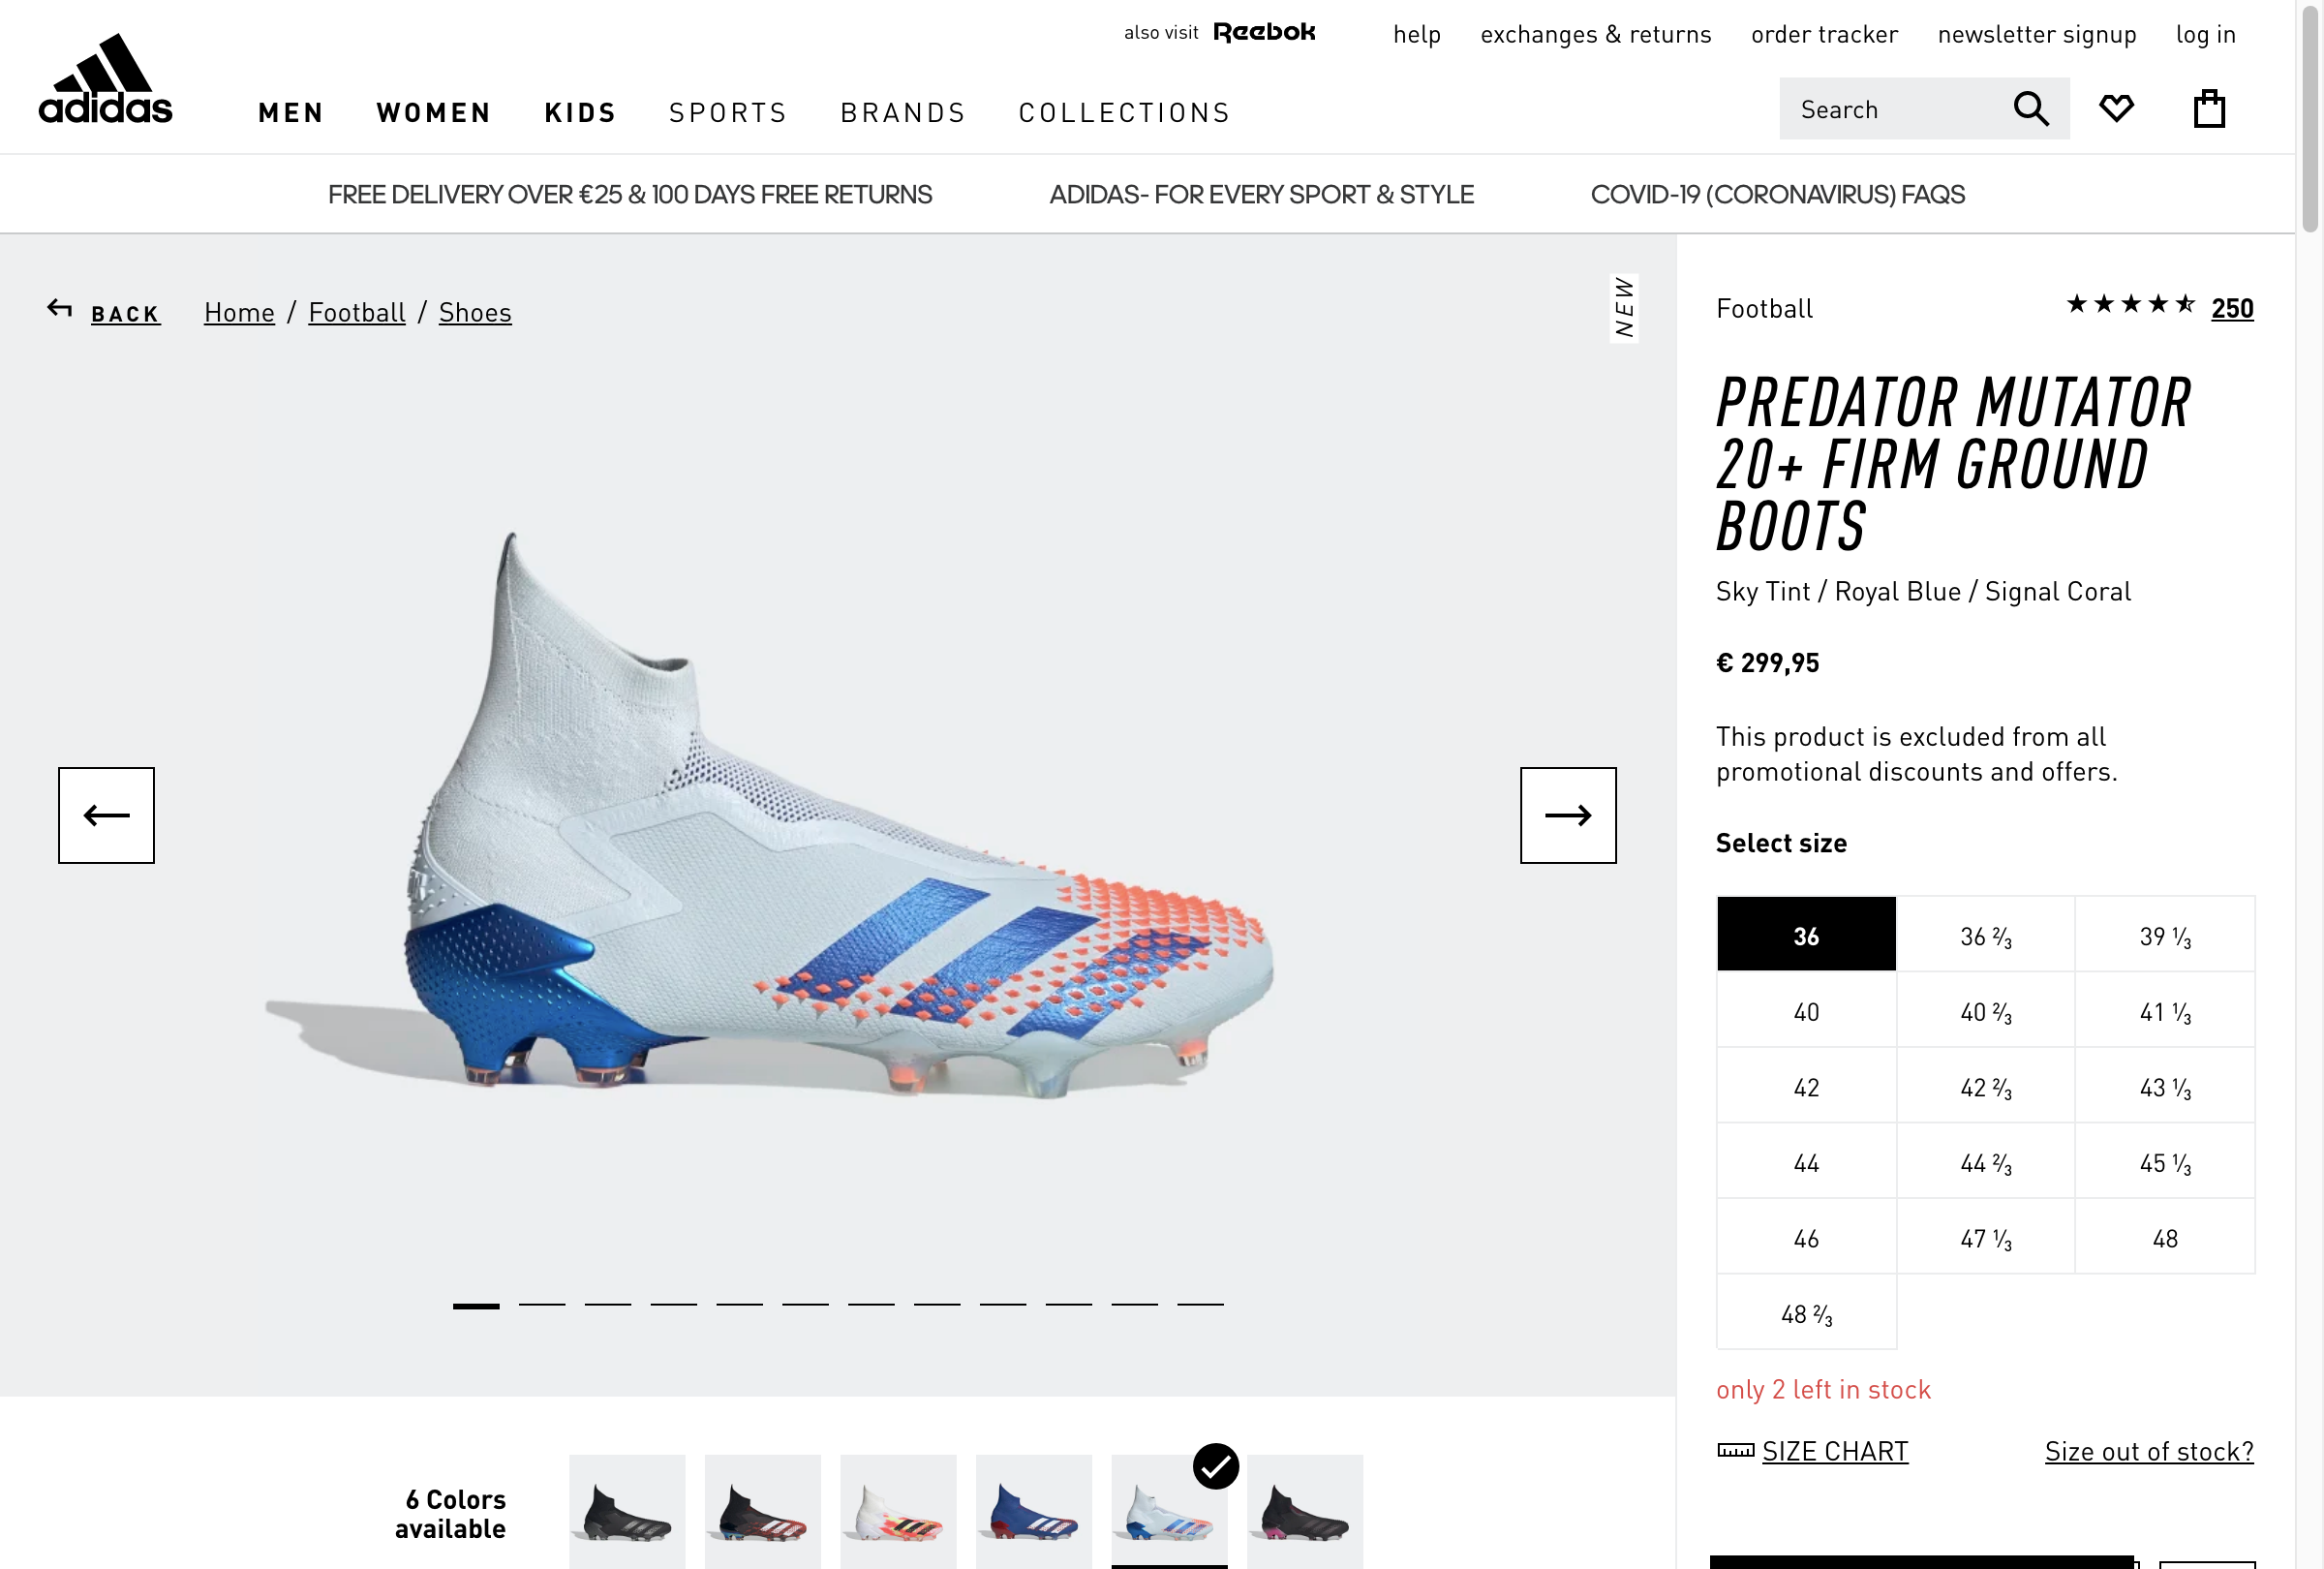 also visit Reebok
help
exchanges & returns
order tracker
newsletter signup
log in
adidas
MEN
WOMEN
KIDS
SPORTS
BRANDS
COLLECTIONS
Search
FREE DELIVERY OVER €25 & 100 DAYS FREE RETURNS
ADIDAS- FOR EVERY SPORT & STYLE
COVID-19 (CORONAVIRUS) FAQS
BACK
Home / Football / Shoes
NEW
Football
250
PREDATOR MUTATOR
20+ FIRM GROUND
BOOTS
Sky Tint / Royal Blue / Signal Coral
€ 299,95
This product is excluded from all
promotional discounts and offers.
Select size
36
36 ⅔
39 ⅓
40
40 ⅔
41 ⅓
42
42 ⅔
43 ⅓
44
44 ⅔
45 ⅓
46
47 ⅓
48
48 ⅔
only 2 left in stock
SIZE CHART
Size out of stock?
6 Colors
available